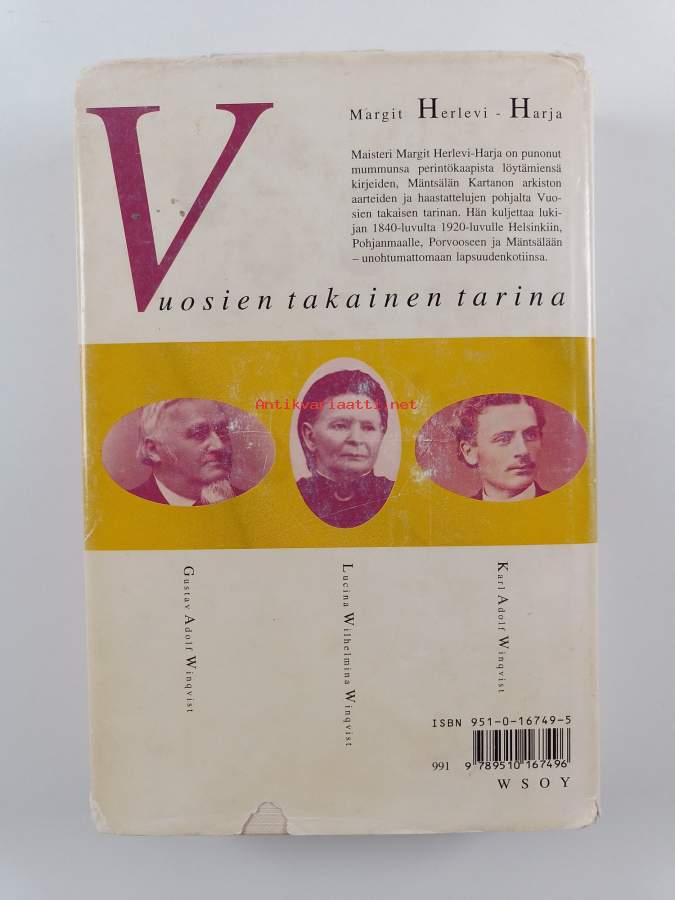 Margit Herlevi - Harja
Maisteri Margit Herlevi-Harja on punonut
mummunsa perintökaapista löytämiensä
kirjeiden, Mäntsälän Kartanon arkiston
aarteiden ja haastattelujen pohjalta Vuo-
sien takaisen tarinan. Hän kuljettaa luki-
jan 1840-luvulta 1920-luvulle Helsinkiin,
Pohjanmaalle, Porvooseen ja Mäntsälään
– unohtumattomaan lapsuudenkotiinsa.
Vuosien takainen tarina
Antikvariaatti.net
Gustav Adolf Winqvist
Lucina Wilhelmina Winqvist
Karl Adolf Winqvist
ISBN 951-0-16749-5
991 9 789510 167496
WSOY